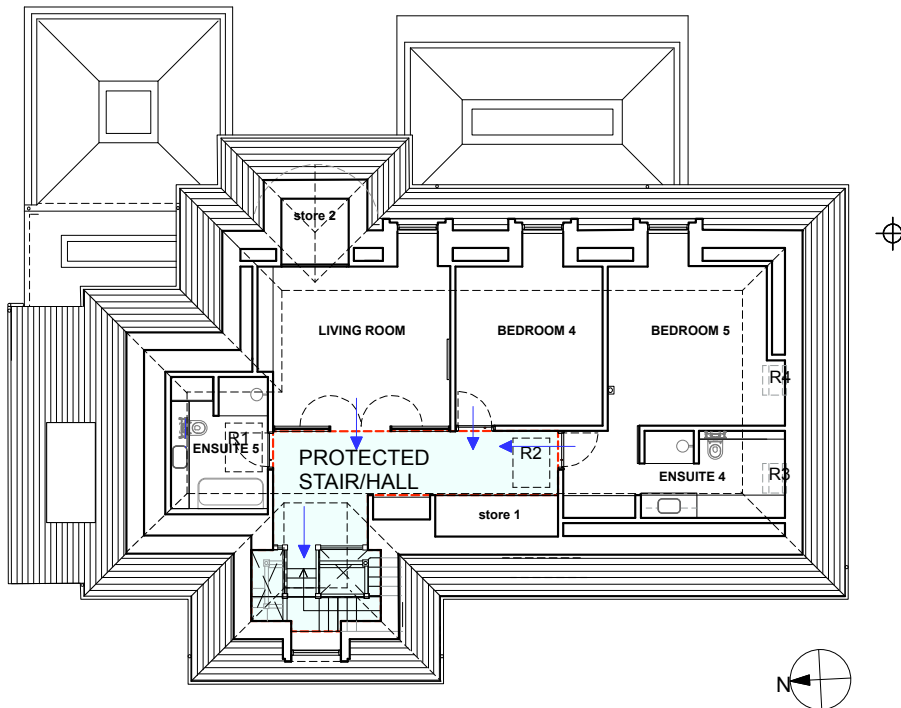 store 2
LIVING ROOM
BEDROOM 4
BEDROOM 5
R4
R1
ENSUITE 5
PROTECTED
STAIR/HALL
R2
ENSUITE 4
R3
store 1
N